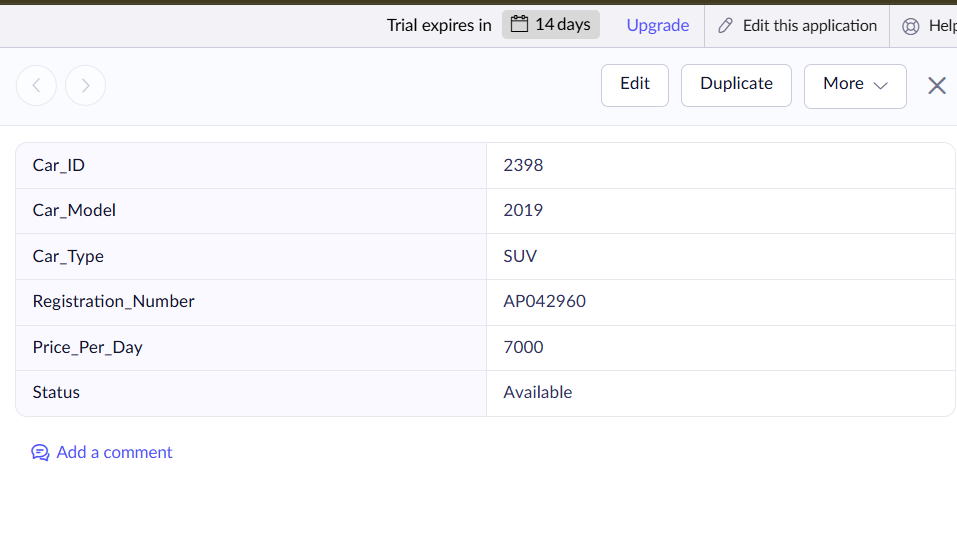 Trial expires in 14 days Upgrade Edit this application Help
Edit Duplicate More
Car_ID 2398
Car_Model 2019
Car_Type SUV
Registration_Number AP042960
Price_Per_Day 7000
Status Available
Add a comment